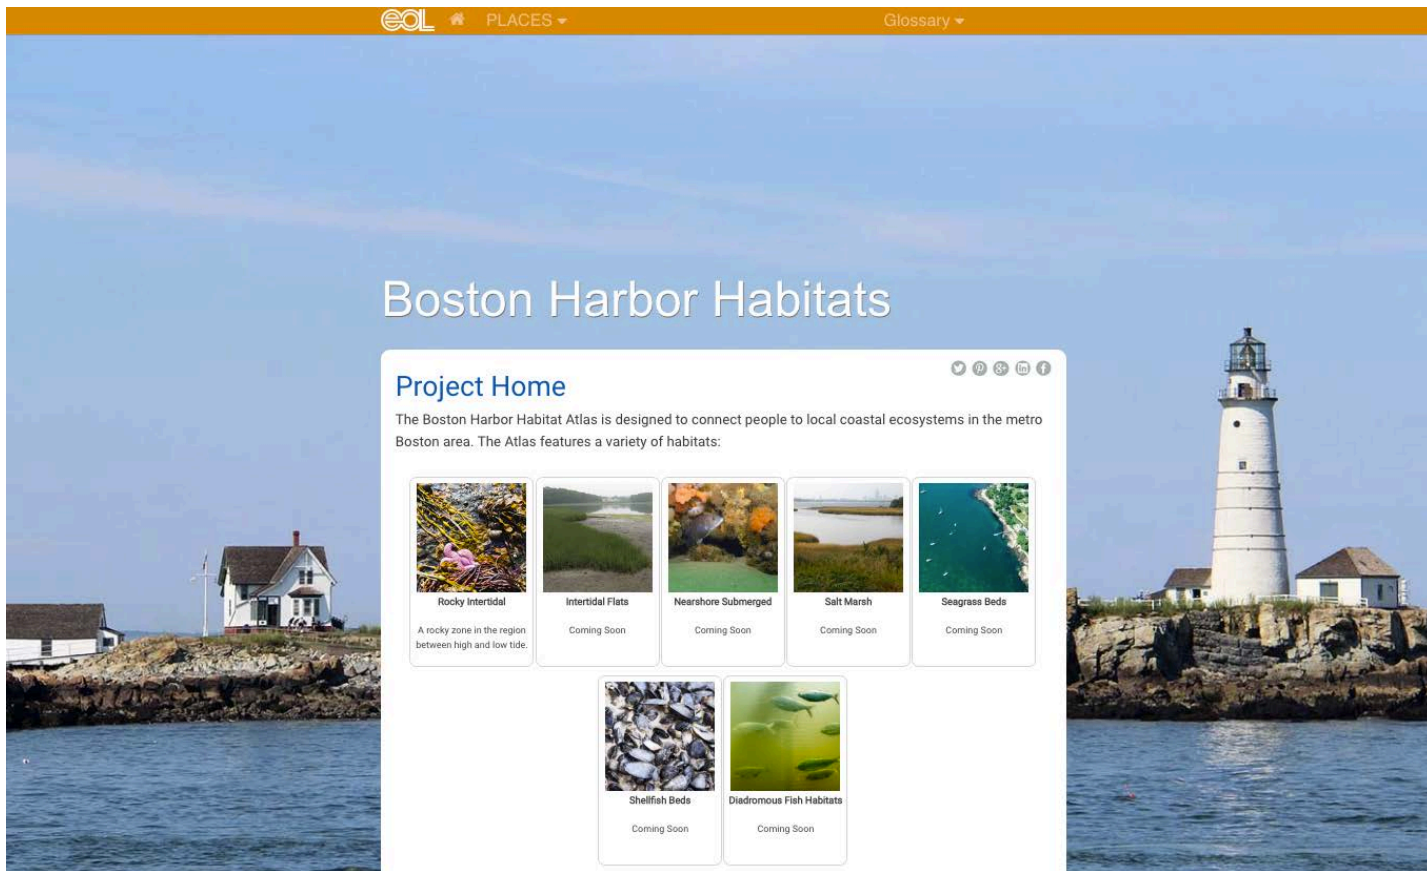 eol PLACES Glossary
Boston Harbor Habitats
Project Home
The Boston Harbor Habitat Atlas is designed to connect people to local coastal ecosystems in the metro
Boston area. The Atlas features a variety of habitats:
Rocky Intertidal
A rocky zone in the region
between high and low tide.
Intertidal Flats
Coming Soon
Nearshore Submerged
Coming Soon
Salt Marsh
Coming Soon
Seagrass Beds
Coming Soon
Shellfish Beds
Coming Soon
Diadromous Fish Habitats
Coming Soon